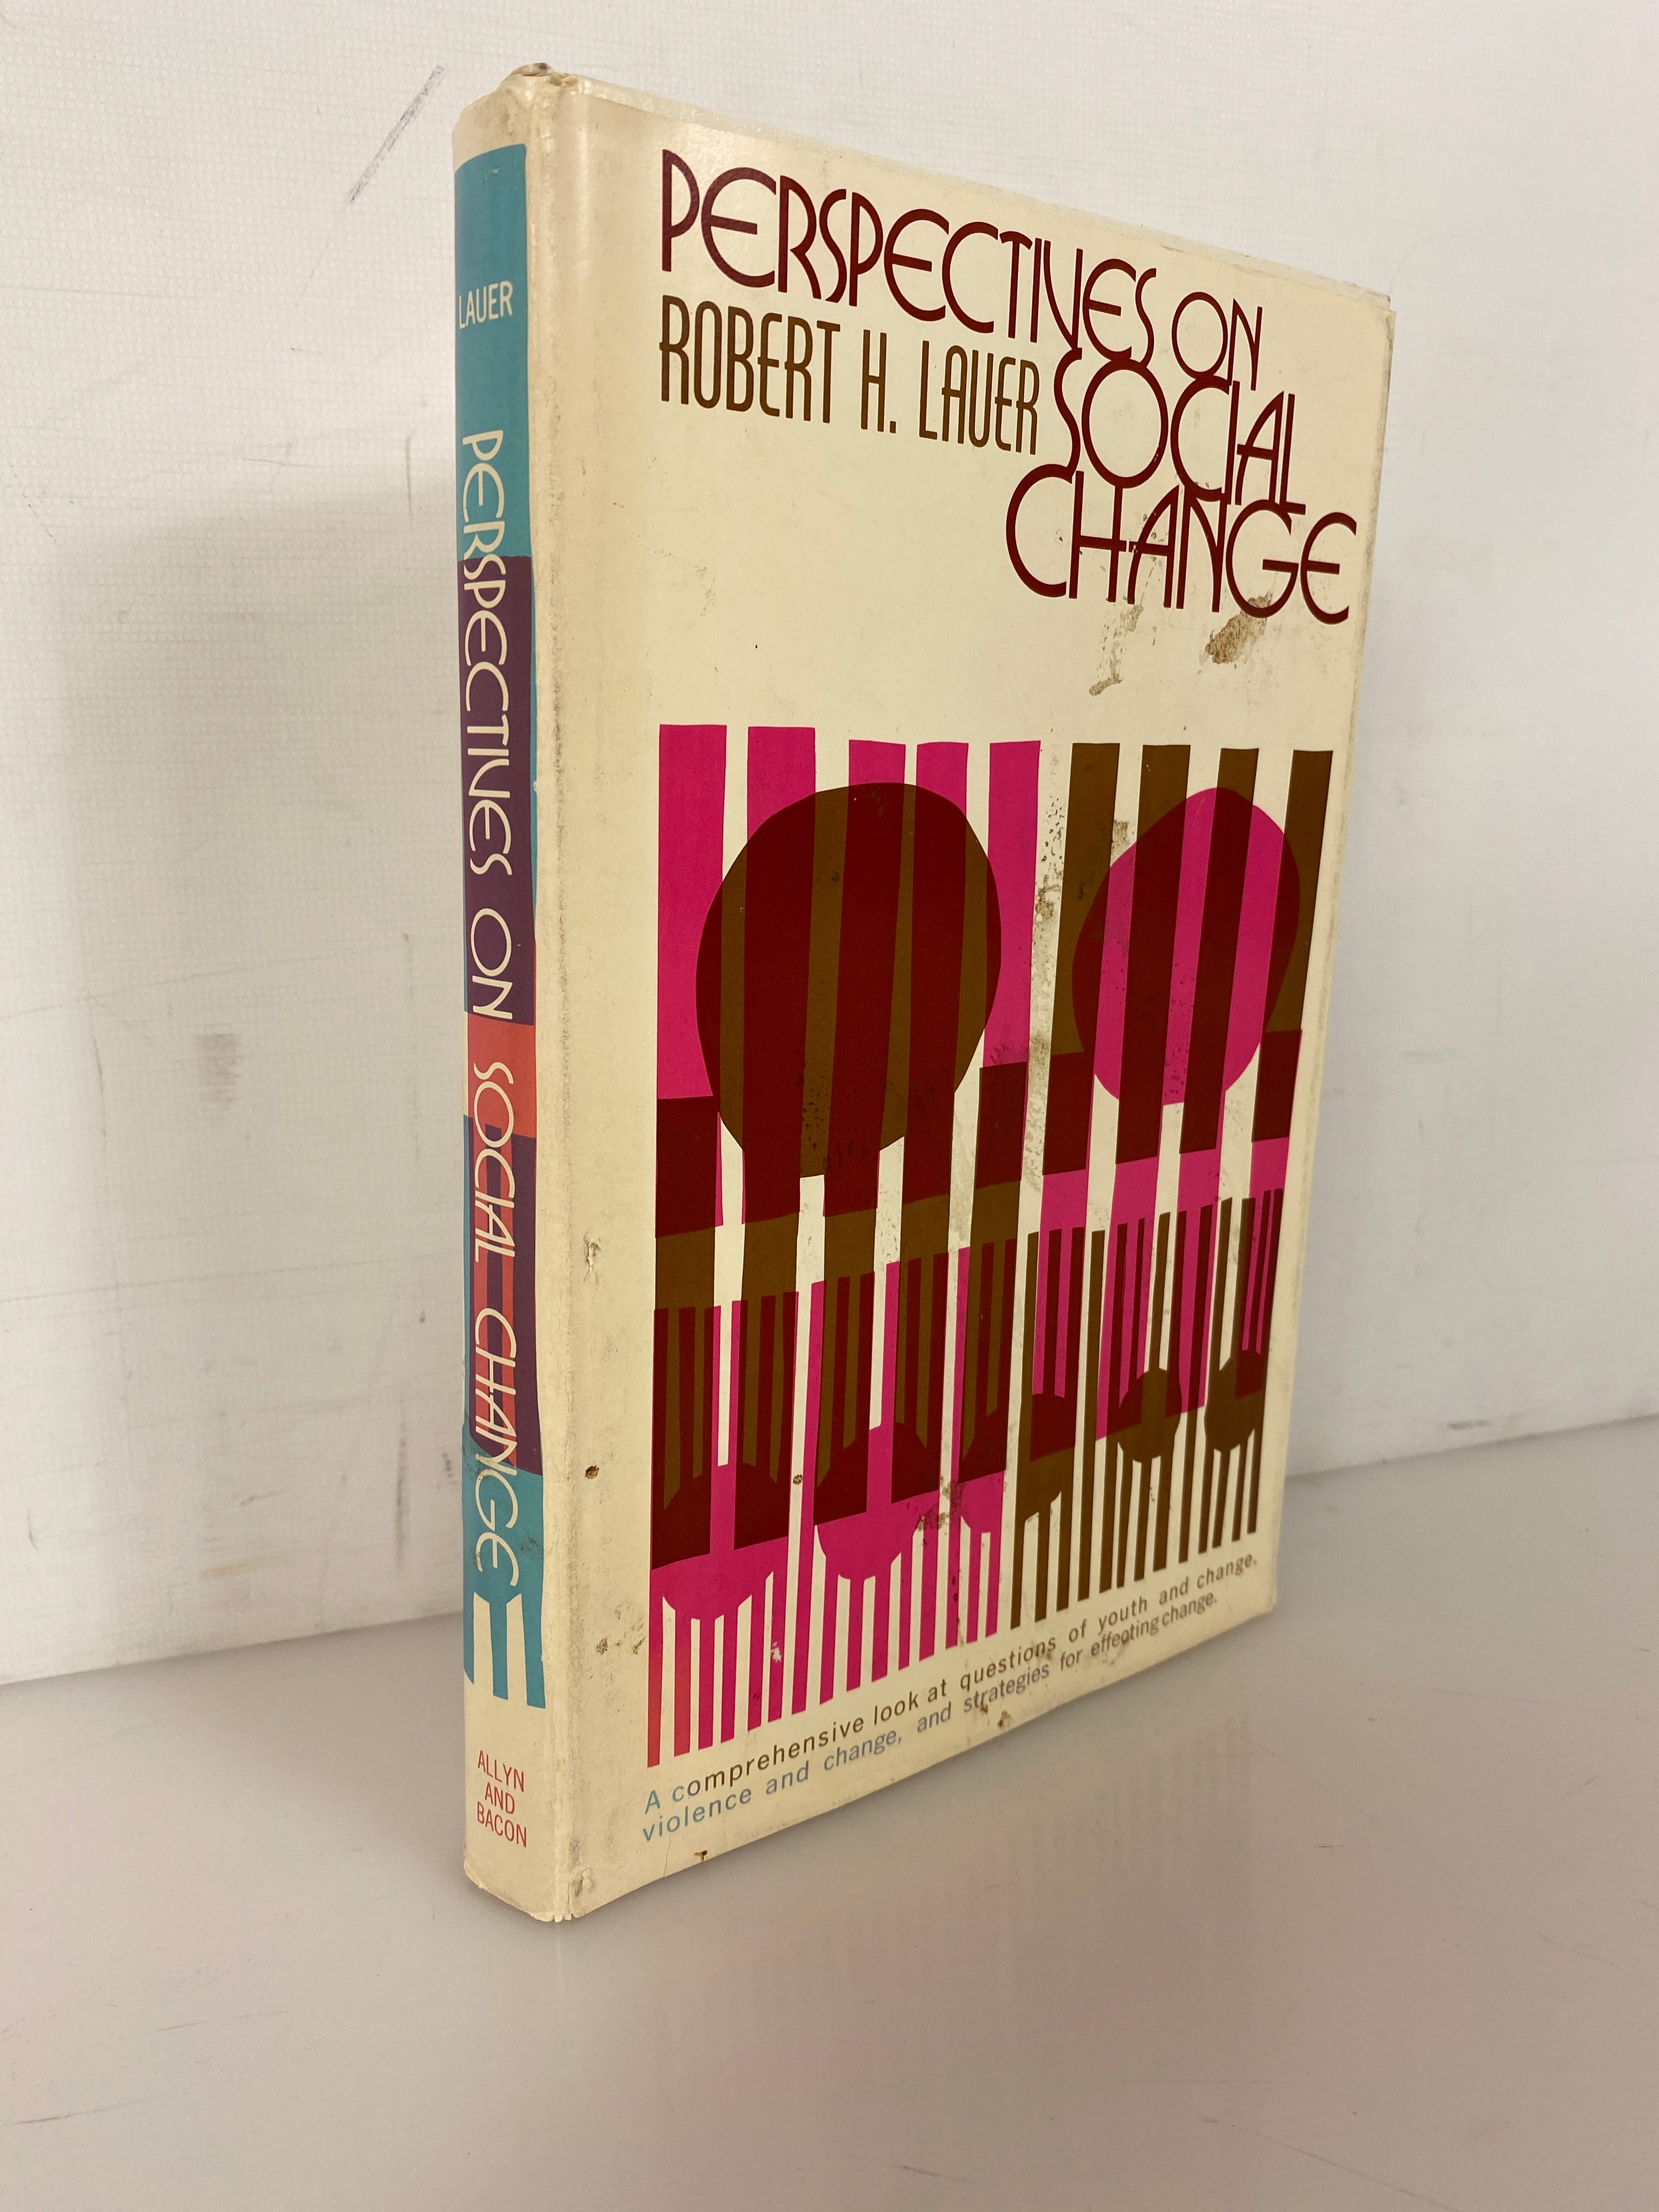 LAUER
PERSPECTIVES ON SOCIAL CHANGE
ALLYN
AND
BACON
PERSPECTIVES ON
ROBERT H. LAUER SOCIAL
CHANGE
A comprehensive look at questions of youth and change,
violence and change, and strategies for effecting change.